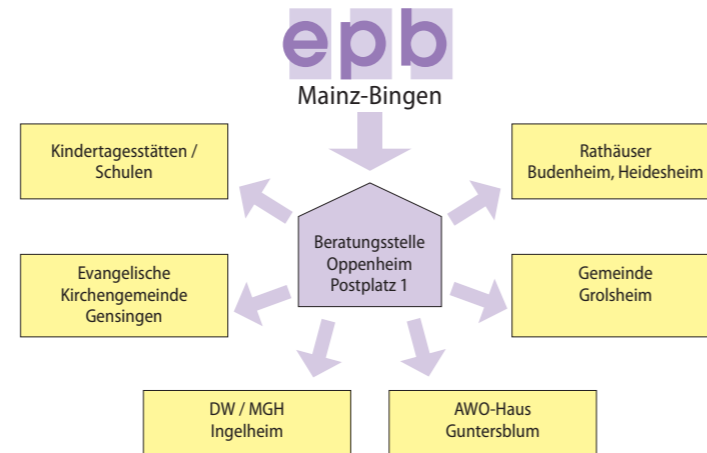 epb
Mainz-Bingen
Kindertagesstätten /
Schulen
Rathäuser
Budenheim, Heidesheim
Beratungsstelle
Oppenheim
Postplatz 1
Evangelische
Kirchengemeinde
Gensingen
Gemeinde
Grolsheim
DW / MGH
Ingelheim
AWO-Haus
Guntersblum